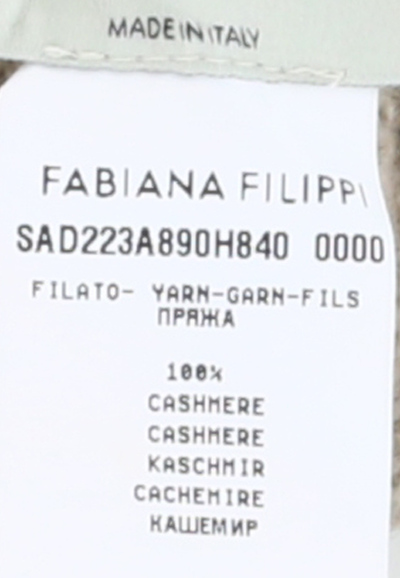 MADE IN ITALY
FABIANA FILIPPI
SAD223A890H840 0000
FILATO- YARN-GARN-FILS
ПРЯЖА
100%
CASHMERE
CASHMERE
KASCHMIR
CACHEMIRE
КАШЕМИР